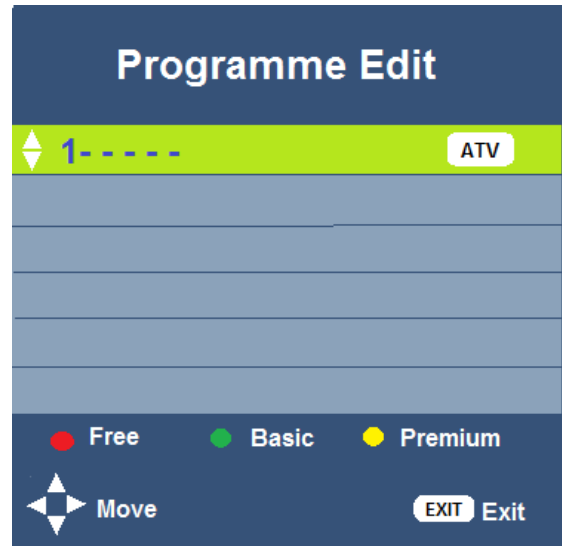 Programme Edit
1- - - - - ATV
Free Basic Premium
Move EXIT Exit